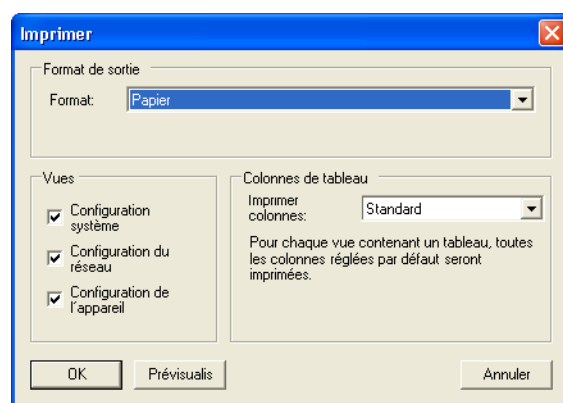 Imprimer
Format de sortie
Format:
Papier
Vues
Configuration
système
Configuration du
réseau
Configuration de
l'appareil
Colonnes de tableau
Imprimer
colonnes:
Standard
Pour chaque vue contenant un tableau, toutes
les colonnes réglées par défaut seront
imprimées.
OK
Prévisualis
Annuler